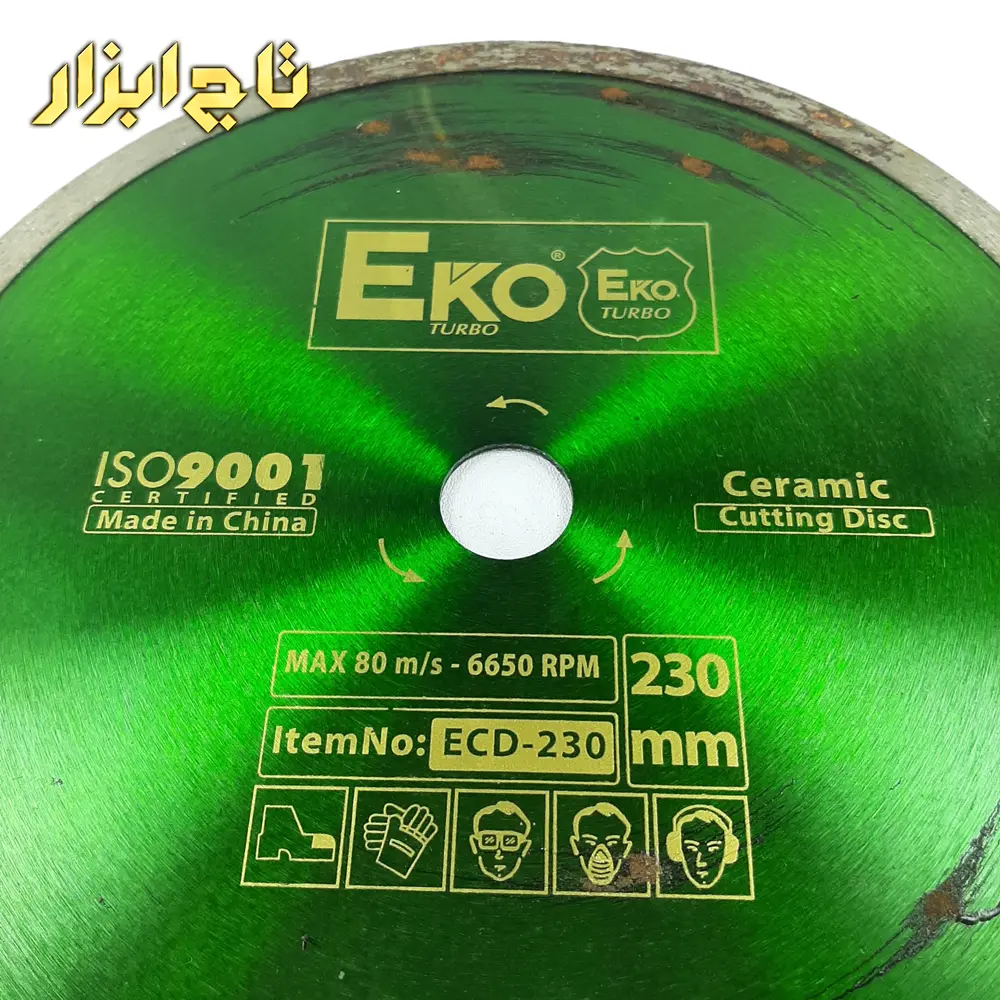 تاج ابزار
EKO®
TURBO
EKO
TURBO
ISO9001
CERTIFIED
Made in China
Ceramic
Cutting Disc
MAX 80 m/s - 6650 RPM
230
mm
ItemNo: ECD-230